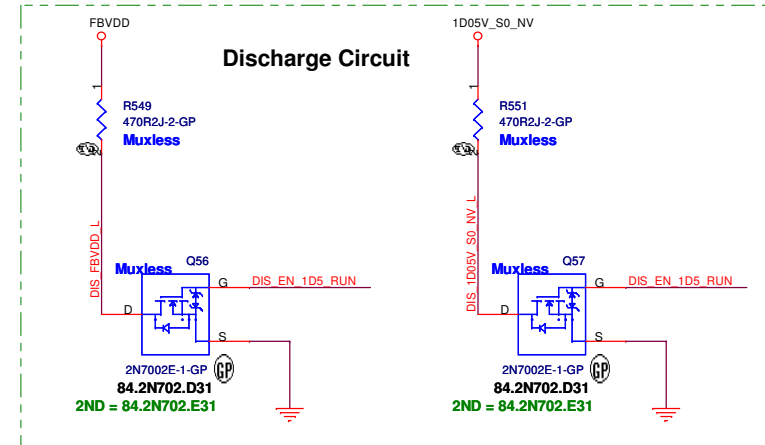 FBVDD
1D05V_S0_NV
Discharge Circuit
1
R549
470R2J-2-GP
Muxless
1
R551
470R2J-2-GP
Muxless
DIS_FBVDD_L
Muxless
Q56
G
DIS_EN_1D5_RUN
D
S
2N7002E-1-GP
GP
84.2N702.D31
2ND = 84.2N702.E31
DIS_1D05V_S0_NV_L
Muxless
Q57
G
DIS_EN_1D5_RUN
D
S
2N7002E-1-GP
GP
84.2N702.D31
2ND = 84.2N702.E31